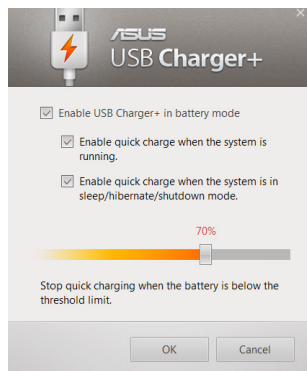 ASUS
USB Charger+
Enable USB Charger+ in battery mode
Enable quick charge when the system is
running.
Enable quick charge when the system is in
sleep/hibernate/shutdown mode.
70%
Stop quick charging when the battery is below the
threshold limit.
OK
Cancel